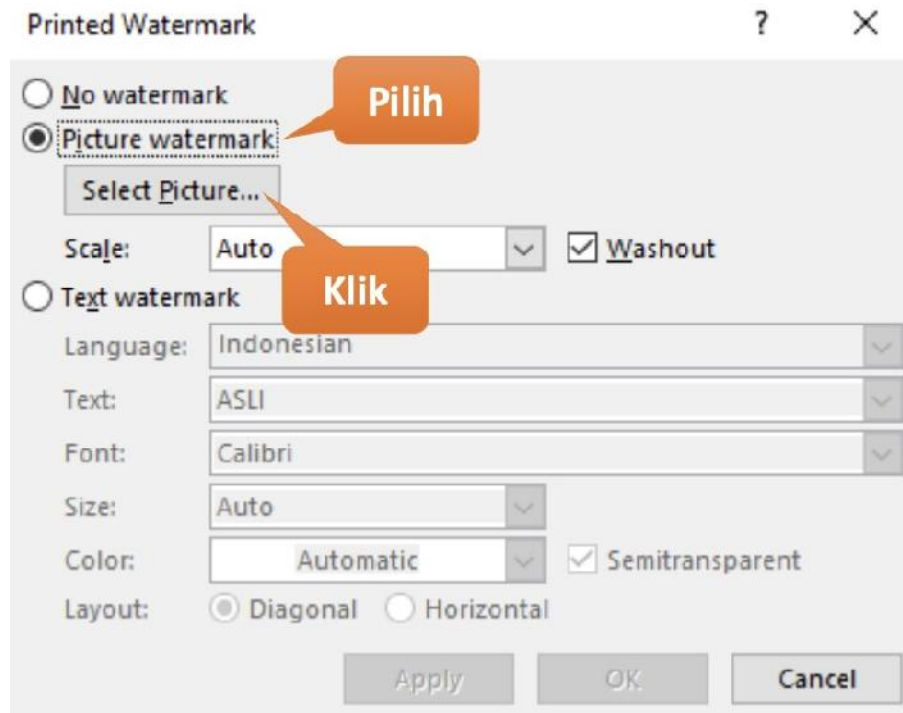 Printed Watermark ? ×
No watermark
Pilih
Picture watermark
Select Picture...
Scale: Auto Washout
Klik
Text watermark
Language: Indonesian
Text: ASLI
Font: Calibri
Size: Auto
Color: Automatic Semitransparent
Layout: Diagonal Horizontal
Apply OK Cancel